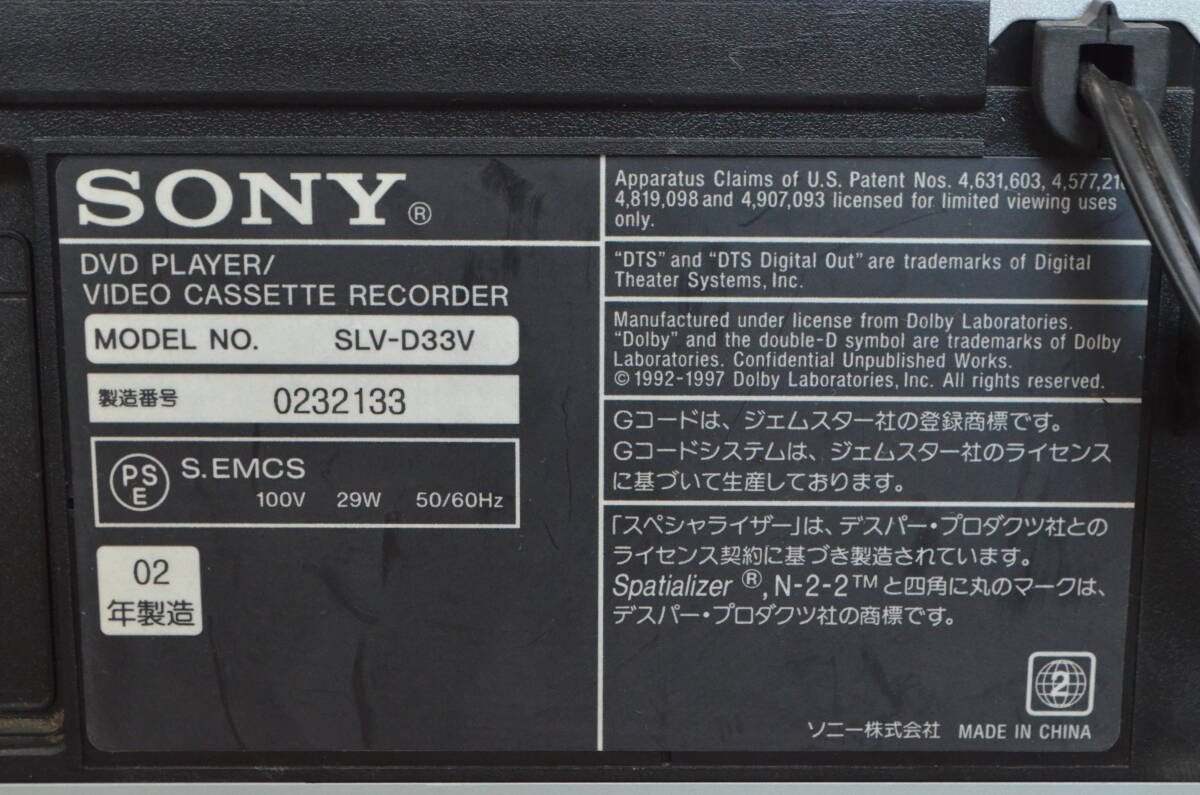 SONY®
DVD PLAYER/
VIDEO CASSETTE RECORDER
MODEL NO. SLV-D33V
製造番号 0232133
PS
E
S.EMCS
100V 29W 50/60Hz
02
年製造
Apparatus Claims of U.S. Patent Nos. 4,631,603,
4,819,098 and 4,907,093 licensed for limited viewing uses
only.
“DTS” and “DTS Digital Out” are trademarks of Digital
Theater Systems, Inc.
Manufactured under license from Dolby Laboratories.
“Dolby” and the double-D symbol are trademarks of Dolby
Laboratories. Confidential Unpublished Works.
©1992-1997 Dolby Laboratories, Inc. All rights reserved.
Gコードは、ジェムスター社の登録商標です。
Gコードシステムは、ジェムスター社のライセンス
に基づいて生産しております。
「スペシャライザー」は、デスパー・プロダクツ社との
ライセンス契約に基づき製造されています。
Spatializer ®, N-2-2™ と四角に丸のマークは、
デスパー・プロダクツ社の商標です。
2
ソニー株式会社 MADE IN CHINA